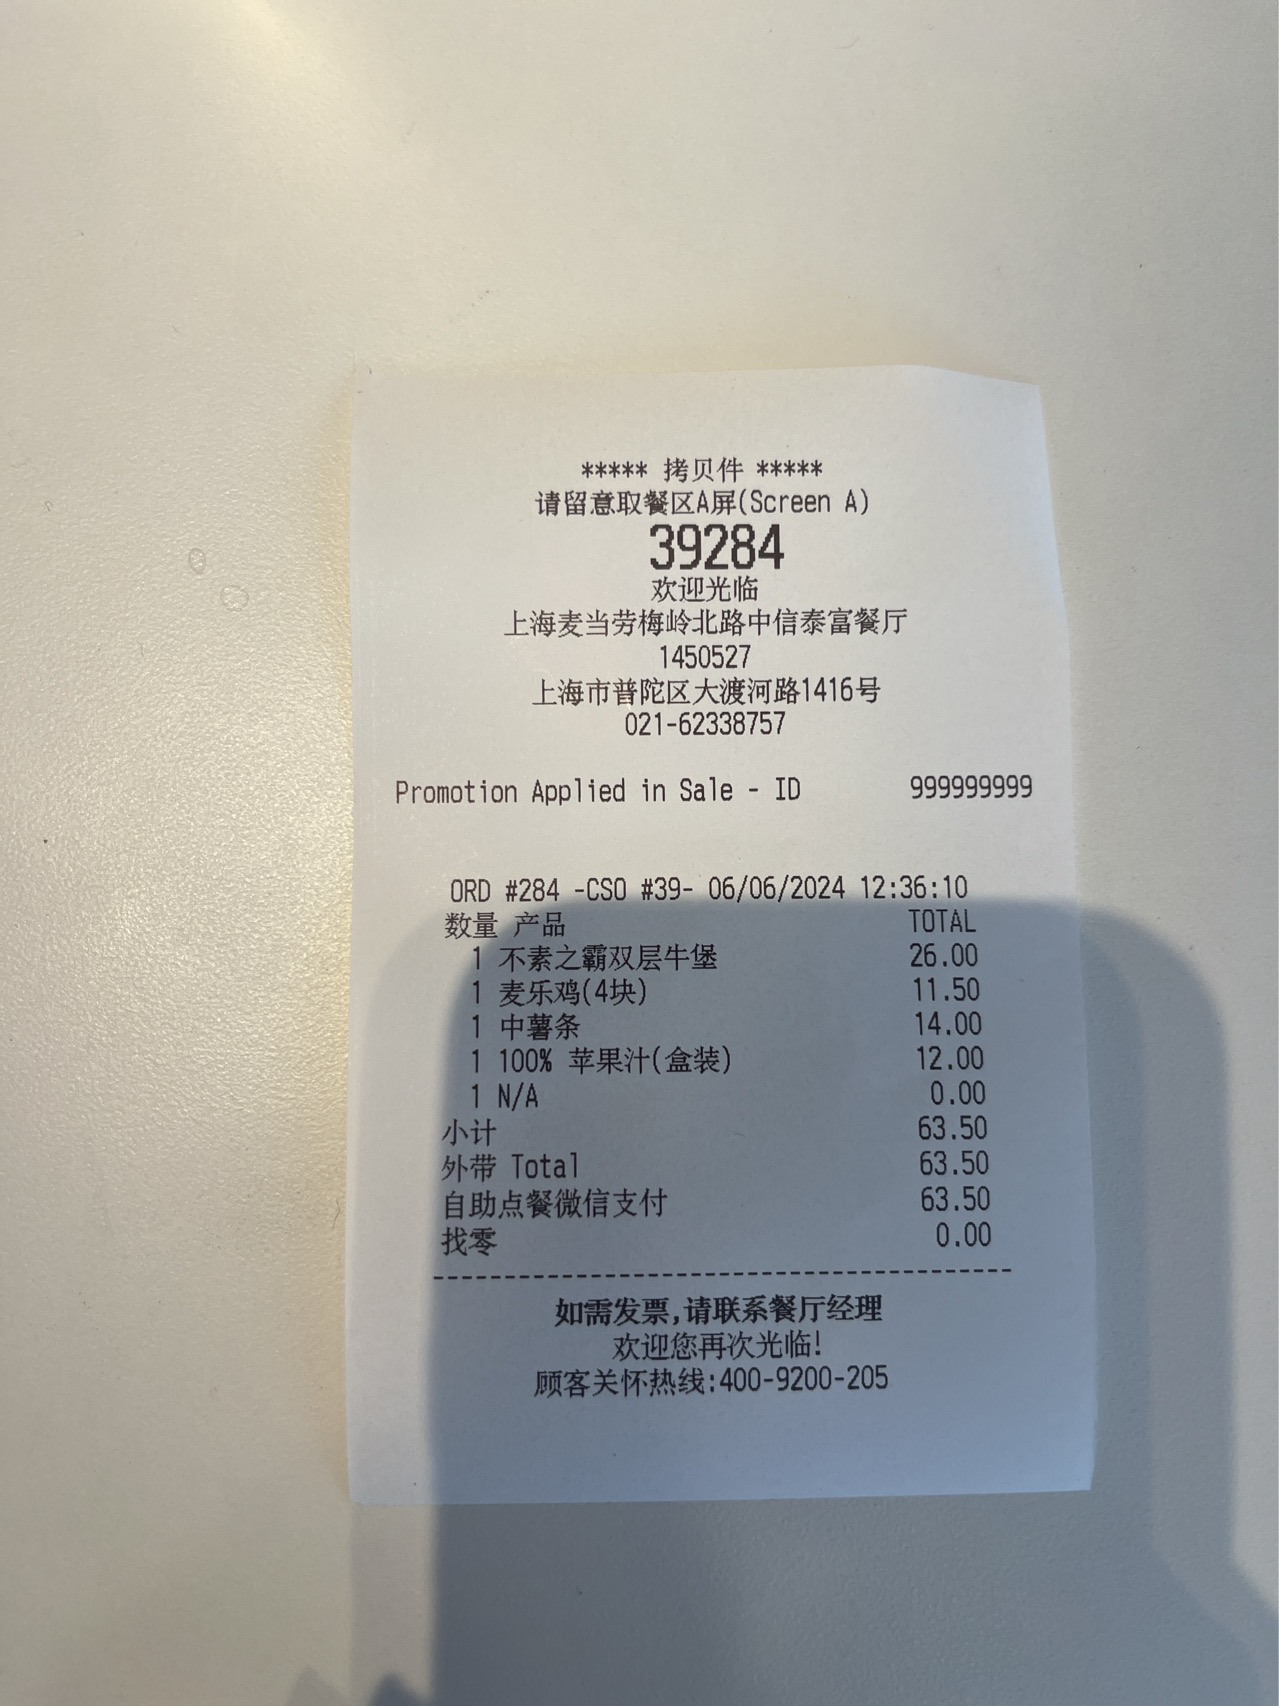 ***** 拷贝件 *****
请留意取餐区A屏(Screen A)
39284
欢迎光临
上海麦当劳梅岭北路中信泰富餐厅
1450527
上海市普陀区大渡河路1416号
021-62338757
Promotion Applied in Sale - ID 999999999
ORD #284 -CSO #39- 06/06/2024 12:36:10
数量 产品 TOTAL
1 不素之霸双层牛堡 26.00
1 麦乐鸡(4块) 11.50
1 中薯条 14.00
1 100% 苹果汁(盒装) 12.00
1 N/A 0.00
小计 63.50
外带 Total 63.50
自助点餐微信支付 63.50
找零 0.00
----------------------------------------
如需发票,请联系餐厅经理
欢迎您再次光临!
顾客关怀热线:400-9200-205